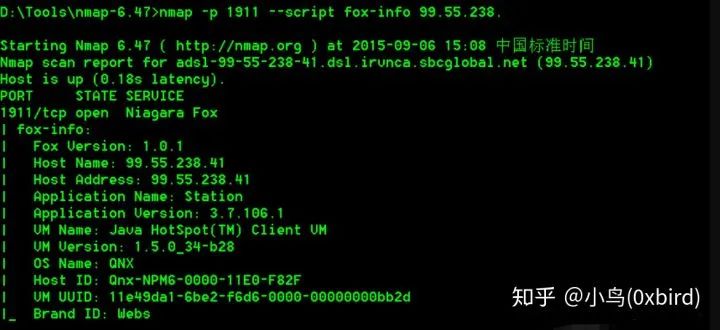 D:\Tools\nmap-6.47>nmap -p 1911 --script fox-info 99.55.238.
Starting Nmap 6.47 ( http://nmap.org ) at 2015-09-06 15:08 中国标准时间
Nmap scan report for adsl-99-55-238-41.dsl.irvnca.sbcglobal.net (99.55.238.41)
Host is up (0.18s latency).
PORT     STATE SERVICE
1911/tcp open  Niagara Fox
| fox-info:
|   Fox Version: 1.0.1
|   Host Name: 99.55.238.41
|   Host Address: 99.55.238.41
|   Application Name: Station
|   Application Version: 3.7.106.1
|   VM Name: Java HotSpot(TM) Client VM
|   VM Version: 1.5.0_34-b28
|   OS Name: QNX
|   Host ID: Qnx-NPM6-0000-11E0-F82F
|   VM UUID: 11e49da1-6be2-f6d6-0000-00000000bb2d
|_  Brand ID: Webs
知乎 @小鸟(0xbird)